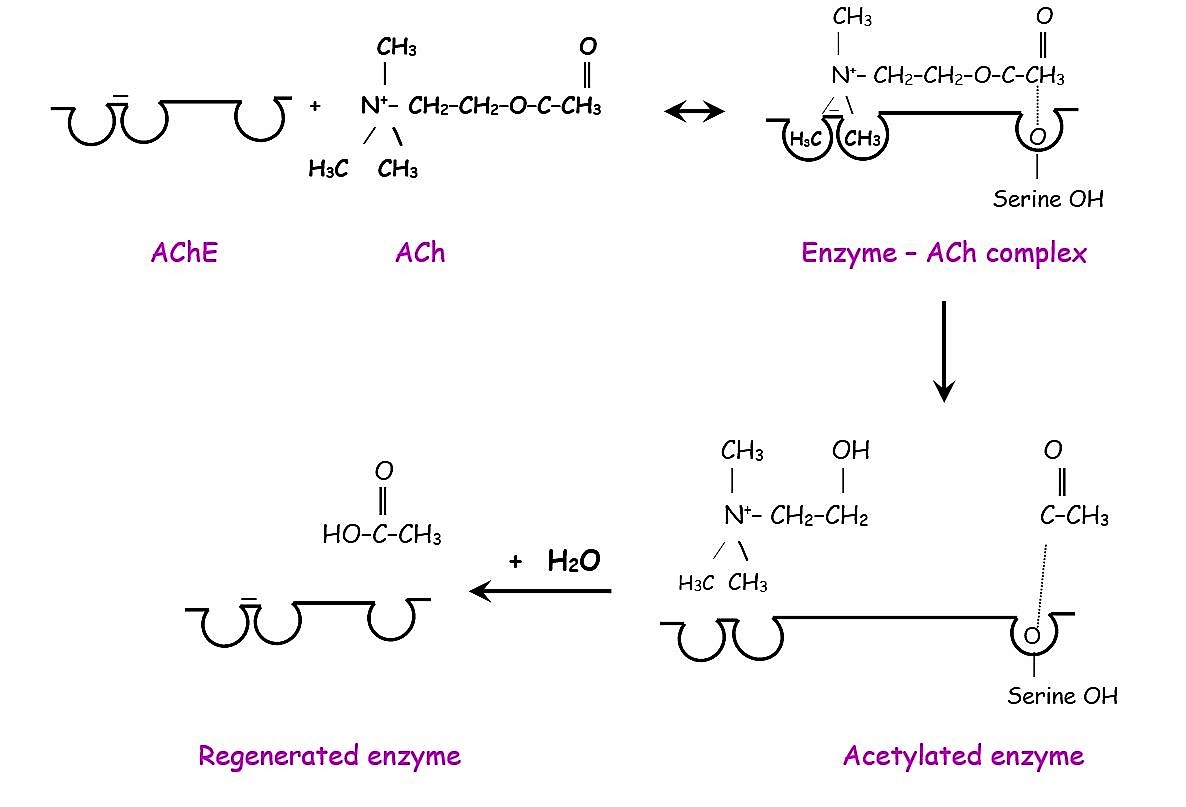 CH3 O
N+– CH2–CH2–O–C–CH3
H3C CH3
+
AChE
ACh
CH3 O
N+– CH2–CH2–O–C–CH3
–
H3C CH3 O
Serine OH
Enzyme – ACh complex
CH3 OH
N+– CH2–CH2
H3C CH3
O
C–CH3
O
Serine OH
Acetylated enzyme
+ H2O
O
HO–C–CH3
Regenerated enzyme